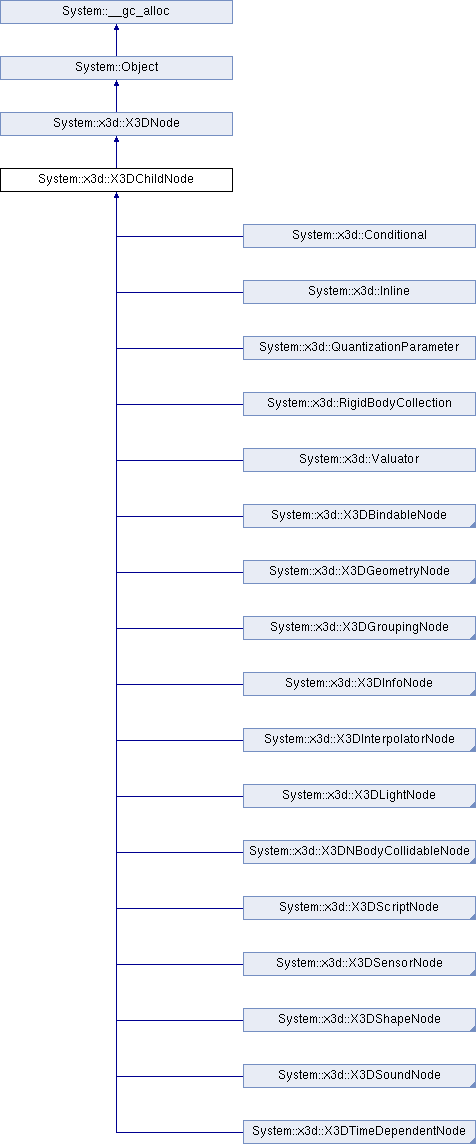 System::__gc_alloc
System::Object
System::x3d::X3DNode
System::x3d::X3DChildNode
System::x3d::Conditional
System::x3d::Inline
System::x3d::QuantizationParameter
System::x3d::RigidBodyCollection
System::x3d::Valuator
System::x3d::X3DBindableNode
System::x3d::X3DGeometryNode
System::x3d::X3DGroupingNode
System::x3d::X3DInfoNode
System::x3d::X3DInterpolatorNode
System::x3d::X3DLightNode
System::x3d::X3DNBodyCollidableNode
System::x3d::X3DScriptNode
System::x3d::X3DSensorNode
System::x3d::X3DShapeNode
System::x3d::X3DSoundNode
System::x3d::X3DTimeDependentNode